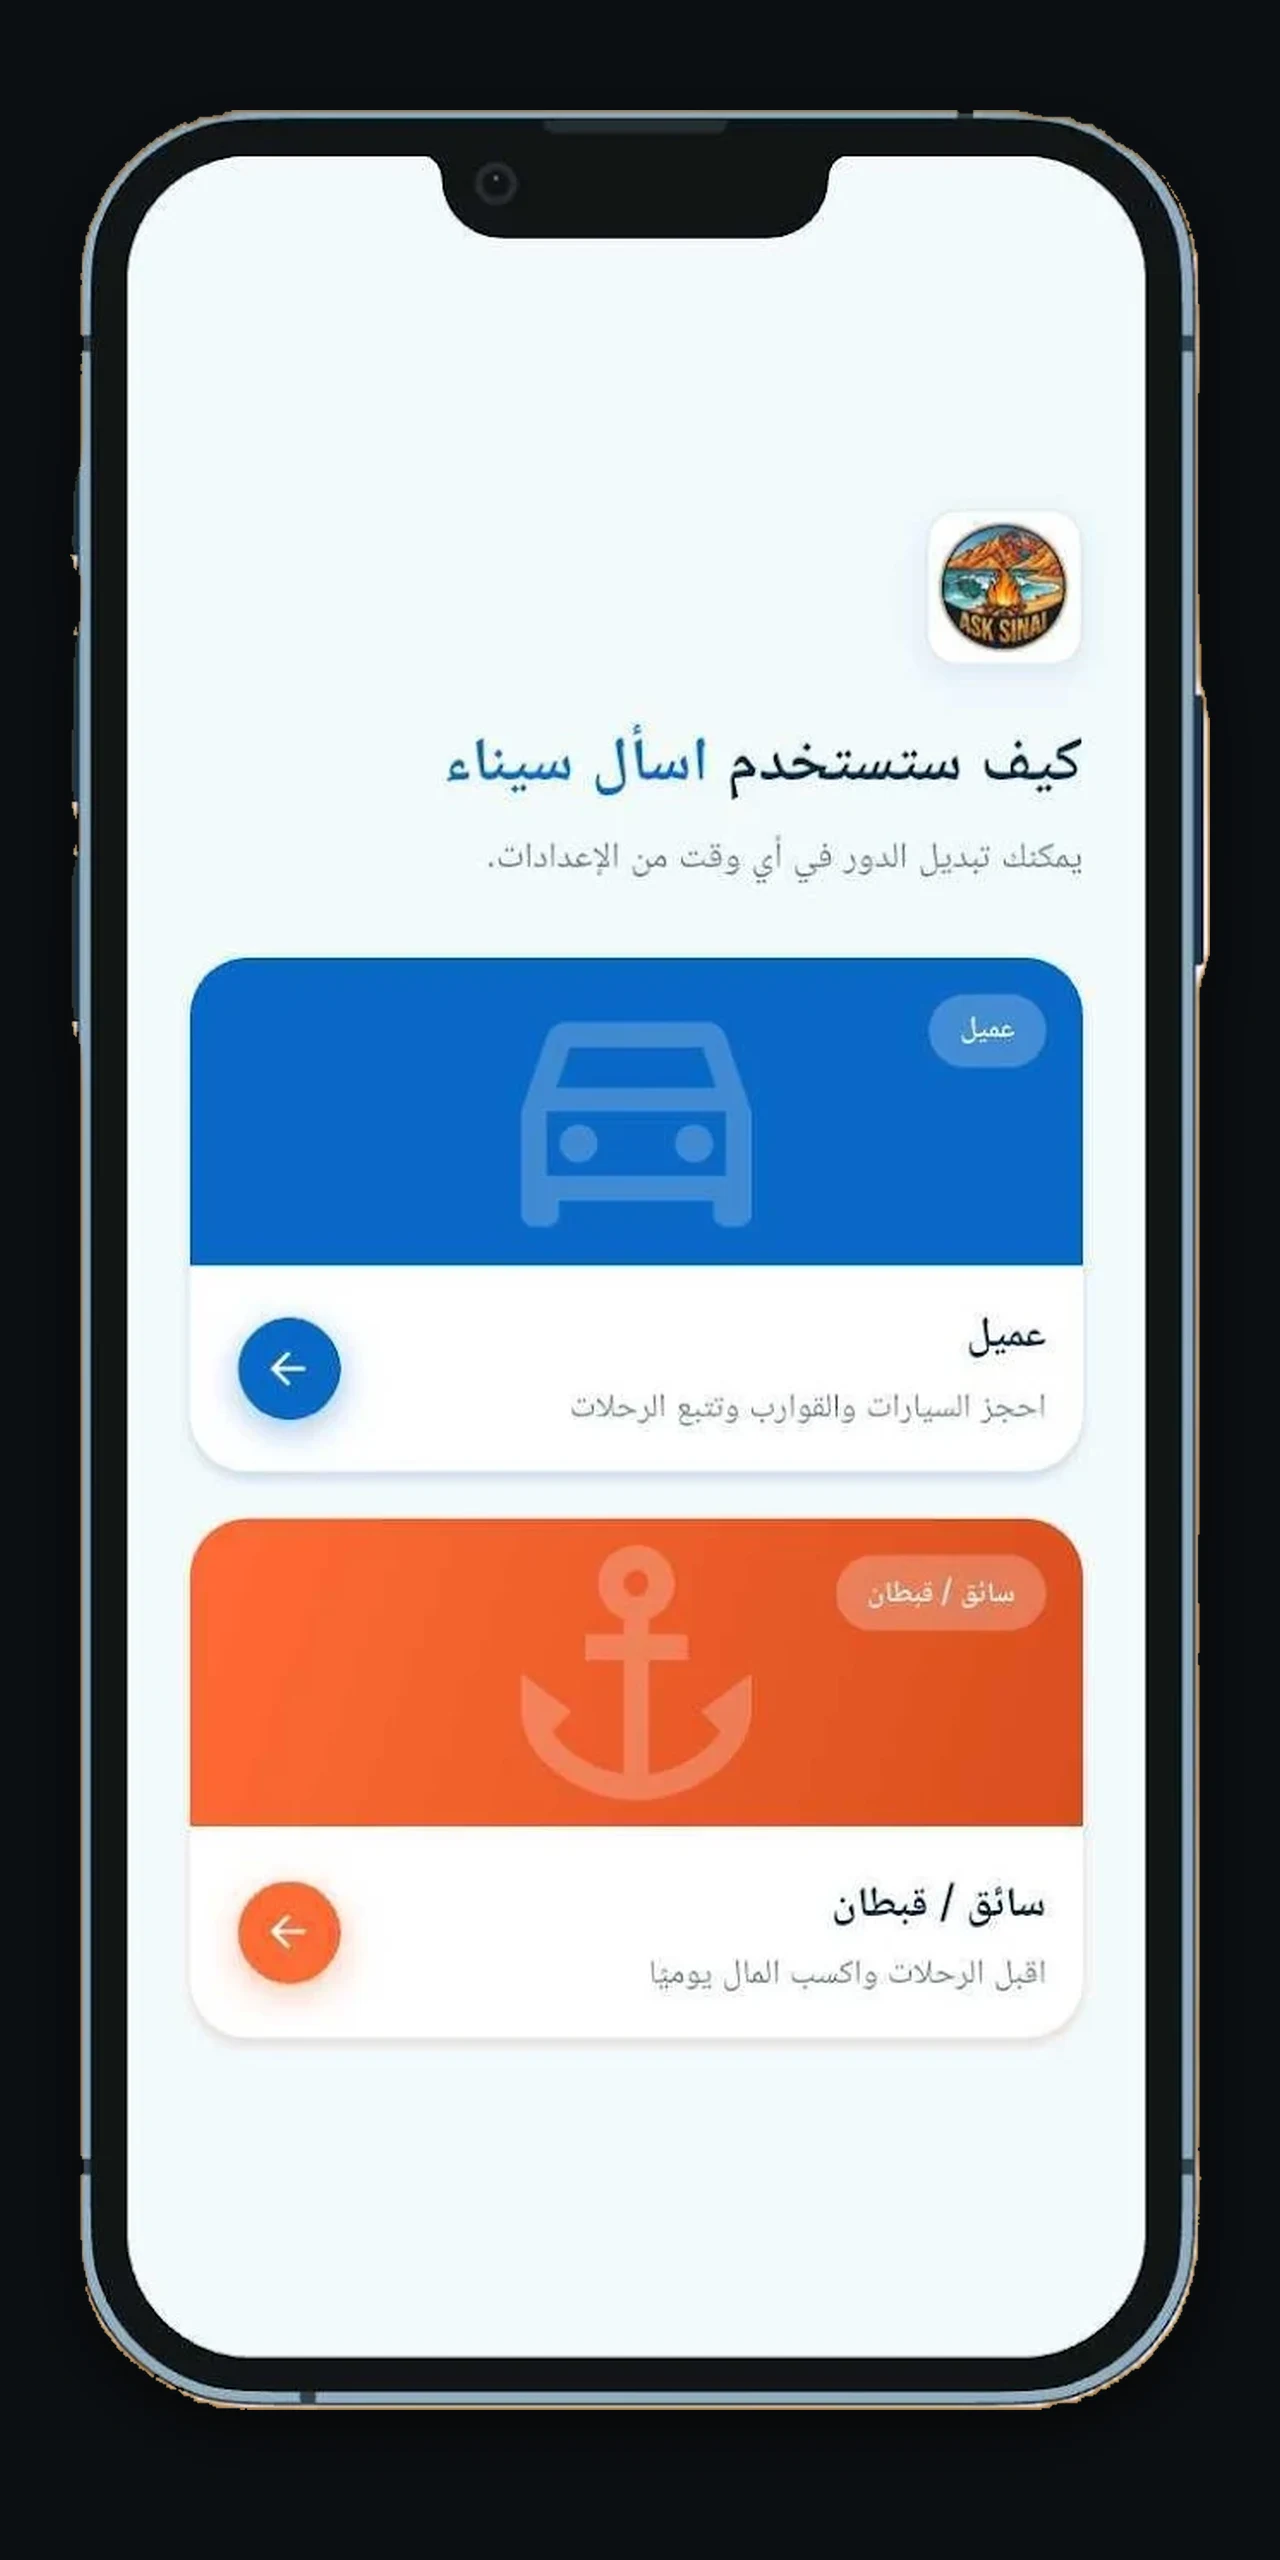 ASK SINAI
كيف ستستخدم اسأل سيناء
يمكنك تبديل الدور في أي وقت من الإعدادات.
عميل
عميل
احجز السيارات والقوارب وتتبع الرحلات
سائق / قبطان
سائق / قبطان
اقبل الرحلات واكسب المال يوميًا